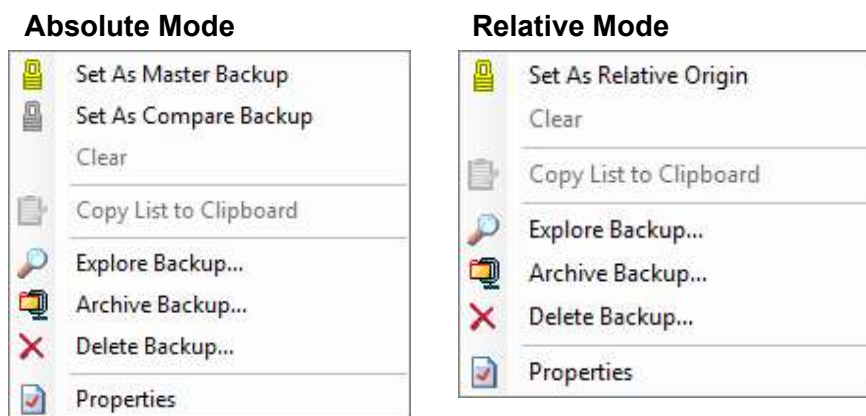 Absolute Mode
Set As Master Backup
Set As Compare Backup
Clear
Copy List to Clipboard
Explore Backup...
Archive Backup...
Delete Backup...
Properties
Relative Mode
Set As Relative Origin
Clear
Copy List to Clipboard
Explore Backup...
Archive Backup...
Delete Backup...
Properties